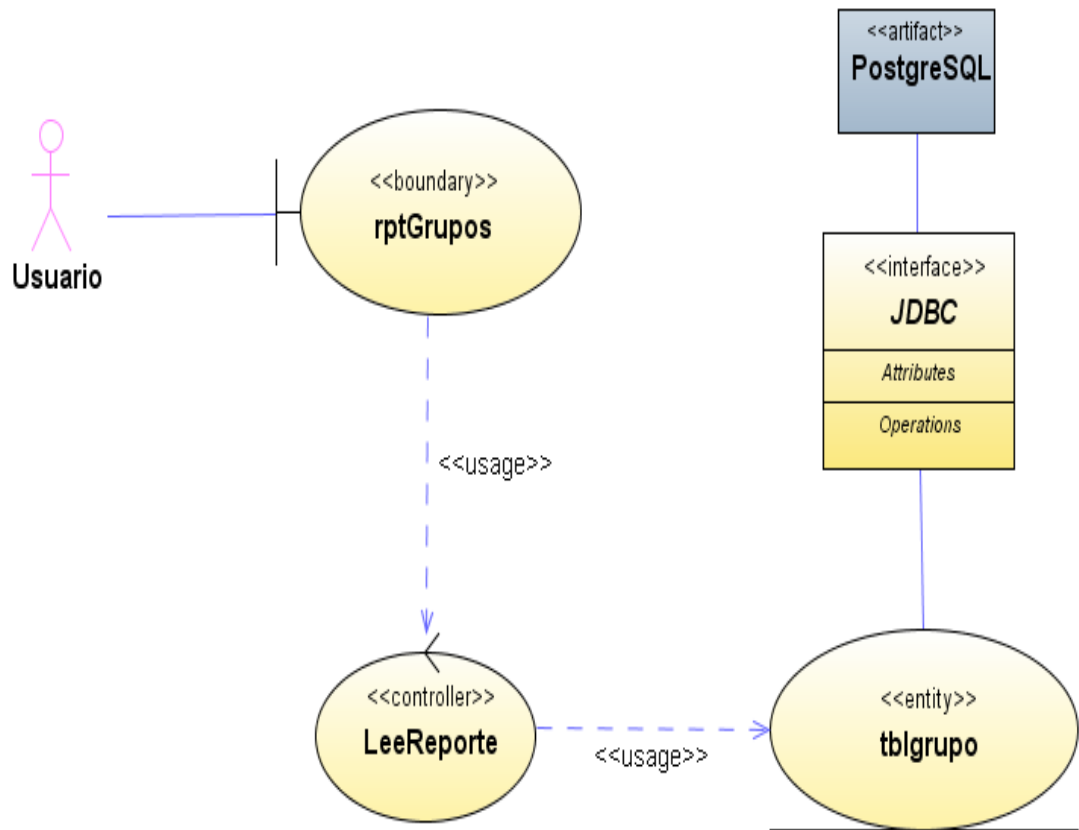 <<artifact>>
PostgreSQL
<<boundary>>
rptGrupos
Usuario
<<interface>>
JDBC
Attributes
Operations
<<usage>>
<<controller>>
LeeReporte
<<usage>>
<<entity>>
tblgrupo